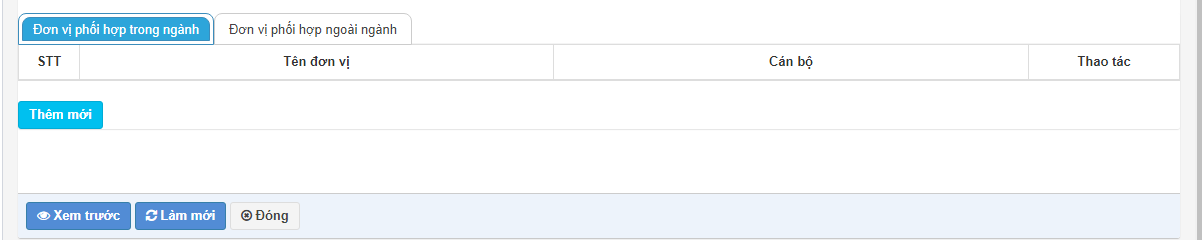 Đơn vị phối hợp trong ngành Đơn vị phối hợp ngoài ngành
STT Tên đơn vị Cán bộ Thao tác
Thêm mới
Xem trước Làm mới Đóng